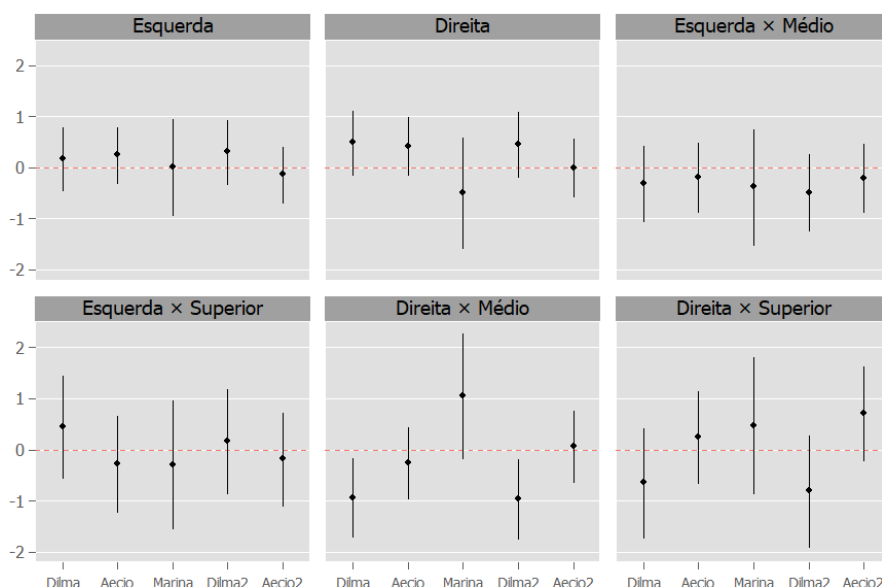 Esquerda
Direita
Esquerda × Médio
2
1
0
-1
-2
Esquerda × Superior
Direita × Médio
Direita × Superior
2
1
0
-1
-2
Dilma Aecio Marina Dilma2 Aecio2
Dilma Aecio Marina Dilma2 Aecio2
Dilma Aecio Marina Dilma2 Aecio2